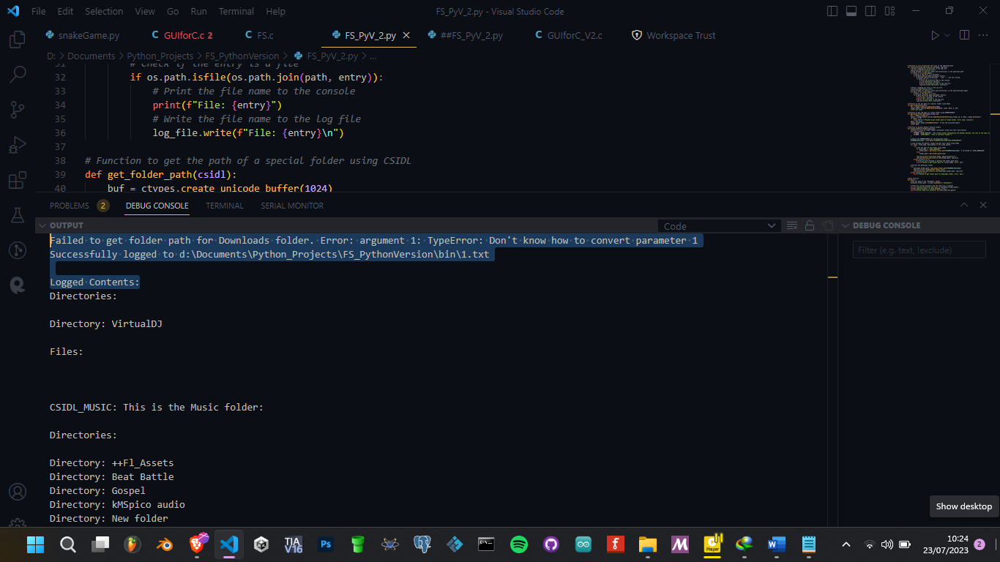 File Edit Selection View Go Run Terminal Help FS_PyV_2.py - Visual Studio Code
snakeGame.py GUIforC.c 2 FS.c FS_PyV_2.py ##FS_PyV_2.py GUIforC_V2.c Workspace Trust
D: > Documents > Python_Projects > FS_PythonVersion > FS_PyV_2.py > ...
31 # Check if the entry is a file
32 if os.path.isfile(os.path.join(path, entry)):
33 # Print the file name to the console
34 print(f"File: {entry}")
35 # Write the file name to the log file
36 log_file.write(f"File: {entry}\n")
37
38 # Function to get the path of a special folder using CSIDL
39 def get_folder_path(csidl):
40 buf = ctypes.create_unicode_buffer(1024)
PROBLEMS 2 DEBUG CONSOLE TERMINAL SERIAL MONITOR
OUTPUT Code DEBUG CONSOLE
Filter (e.g. text, !exclude)
Failed to get folder path for Downloads folder. Error: argument 1: TypeError: Don't know how to convert parameter 1
Successfully logged to d:\Documents\Python_Projects\FS_PythonVersion\bin\1.txt
Logged Contents:
Directories:
Directory: VirtualDJ
Files:
CSIDL_MUSIC: This is the Music folder:
Directories:
Directory: ++Fl_Assets
Directory: Beat Battle
Directory: Gospel
Directory: kMSpico audio
Directory: New folder
Show desktop
TIA V16
Ps
Player
10:24
23/07/2023
2